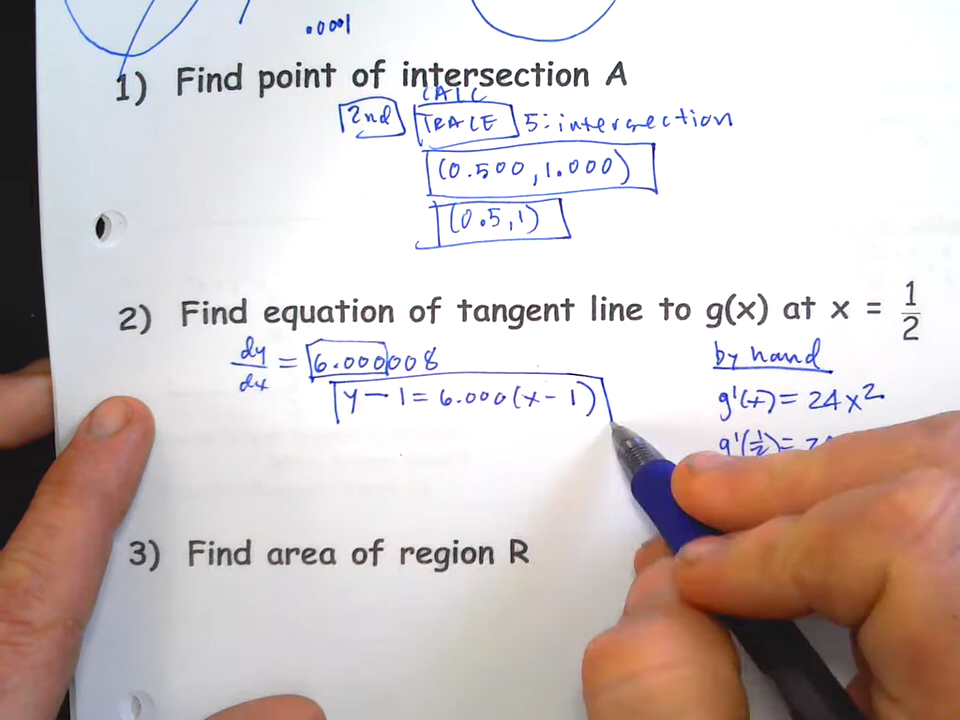 .0001
1) Find point of intersection A
CALC
2nd TRACE 5: intersection
(0.500, 1.000)
(0.5, 1)
2) Find equation of tangent line to g(x) at x = 1/2
dy/dx = 6.000008
y - 1 = 6.000(x - 1)
by hand
g'(x) = 24x²
g'(1/2) =
3) Find area of region R